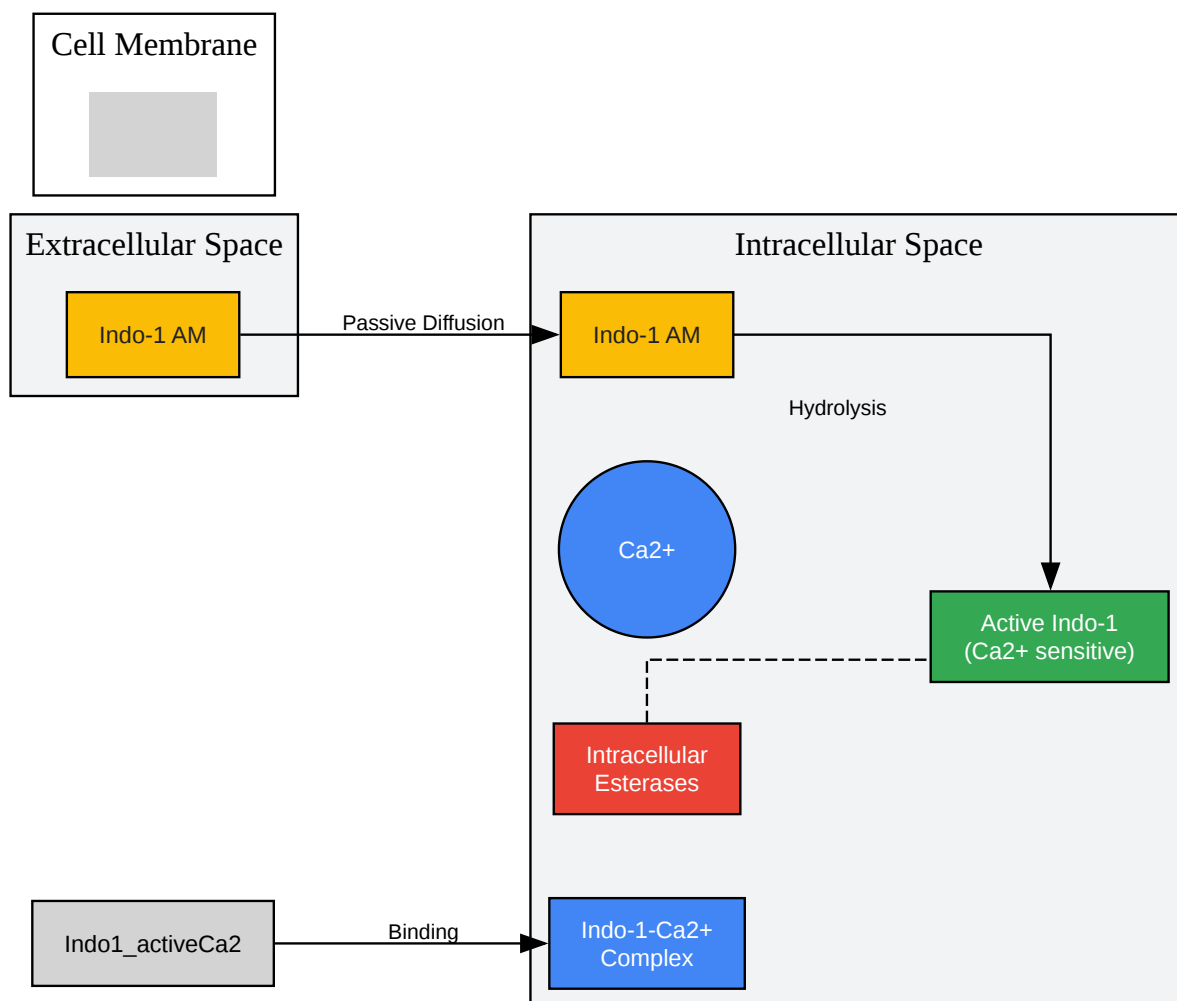 Cell Membrane
Extracellular Space
Intracellular Space
Indo-1 AM
Passive Diffusion
Indo-1 AM
Hydrolysis
Ca2+
Active Indo-1
(Ca2+ sensitive)
Intracellular
Esterases
Indo1_activeCa2
Binding
Indo-1-Ca2+
Complex